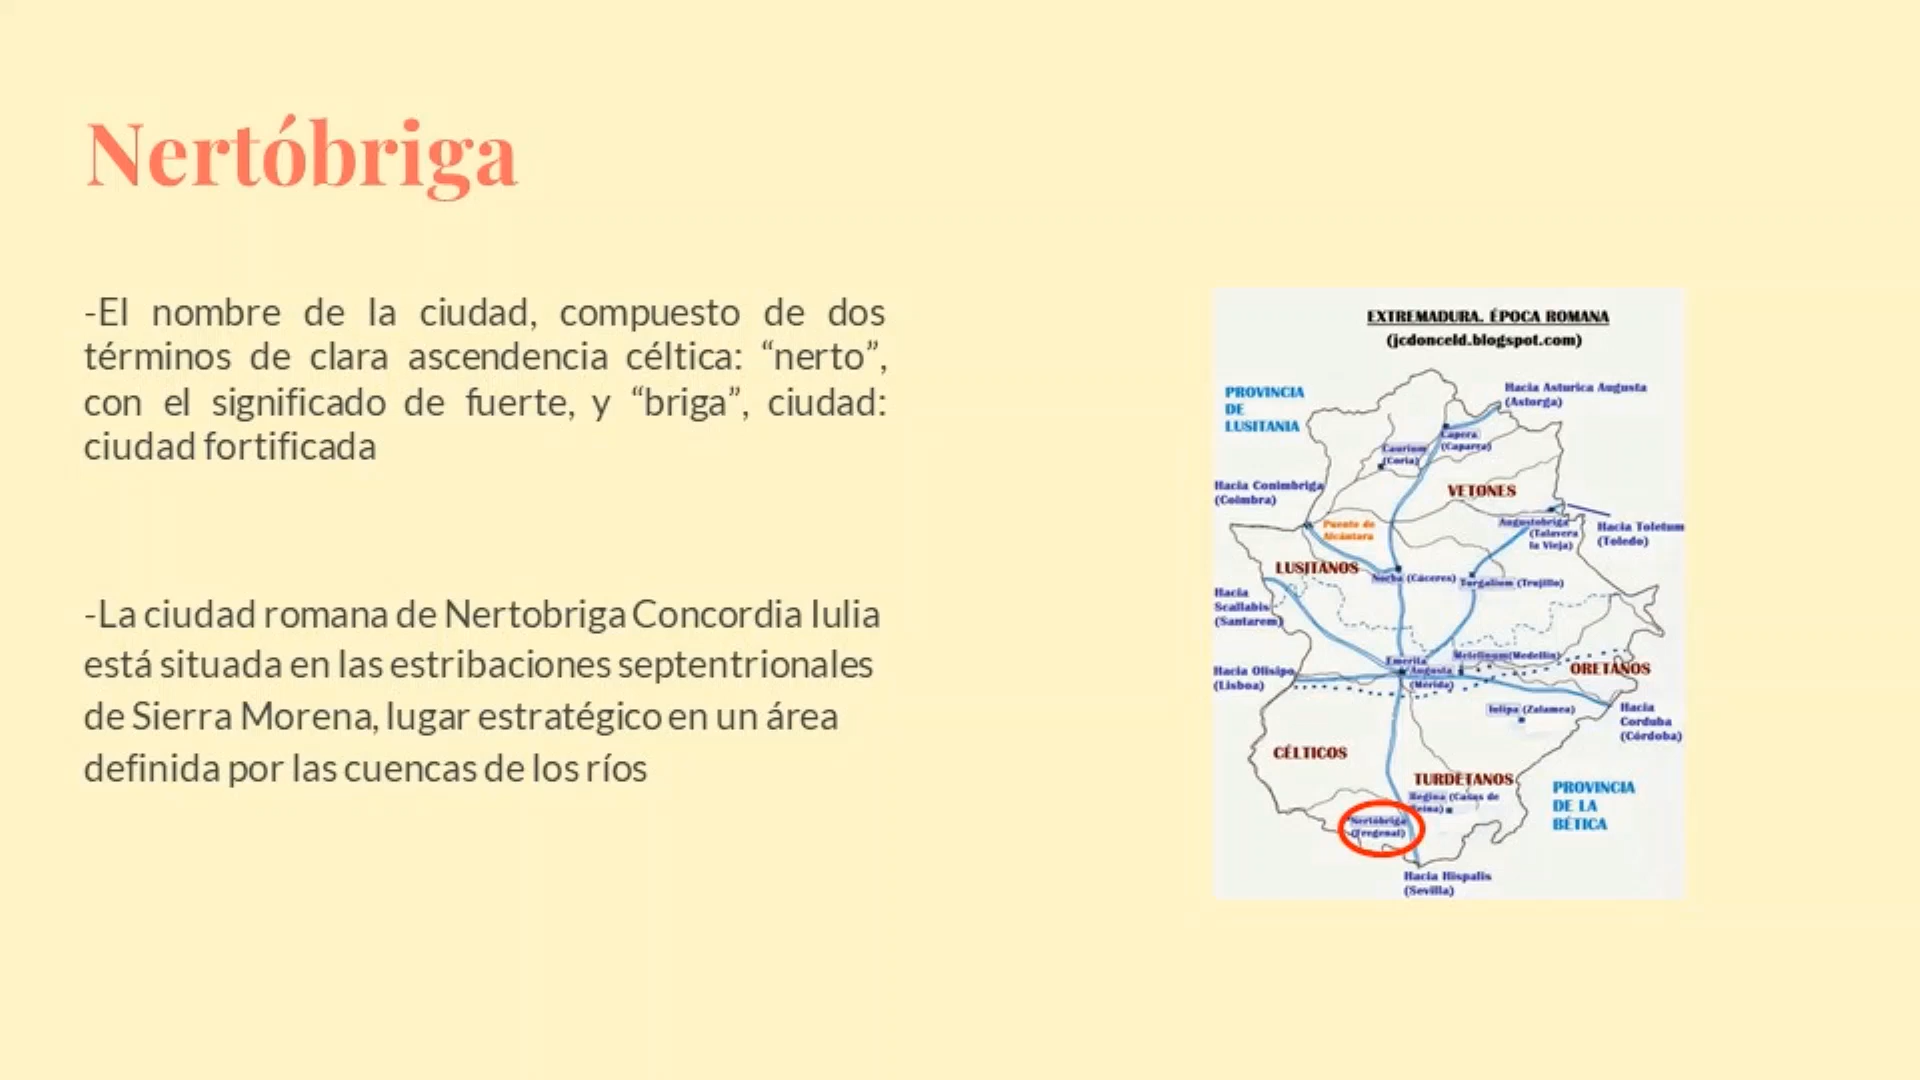 Nertóbriga
-El nombre de la ciudad, compuesto de dos
términos de clara ascendencia céltica: “nerto”,
con el significado de fuerte, y “briga”, ciudad:
ciudad fortificada
-La ciudad romana de Nertobriga Concordia Iulia
está situada en las estribaciones septentrionales
de Sierra Morena, lugar estratégico en un área
definida por las cuencas de los ríos
EXTREMADURA. ÉPOCA ROMANA
(jcdonceld.blogspot.com)
PROVINCIA
DE
LUSITANIA
Hacia Asturica Augusta
(Astorga)
Capera
(Caparra)
Caurium
(Coria)
Hacia Conimbriga
(Coimbra)
VETONES
Puente de
Alcántara
Augustobriga
(Talavera
la Vieja)
Hacia Toletum
(Toledo)
LUSITANOS
Norba (Cáceres)
Turgalium (Trujillo)
Hacia
Scallabis
(Santarem)
Hacia Olisipo
(Lisboa)
Emerita
Augusta
(Mérida)
Metelinum(Medellín)
ORETANOS
Iulipa (Zalamea)
Hacia
Corduba
(Córdoba)
CÉLTICOS
TURDETANOS
Regina (Casas de
Reina)
PROVINCIA
DE LA
BÉTICA
Nertóbriga
(Fregenal)
Hacia Hispalis
(Sevilla)